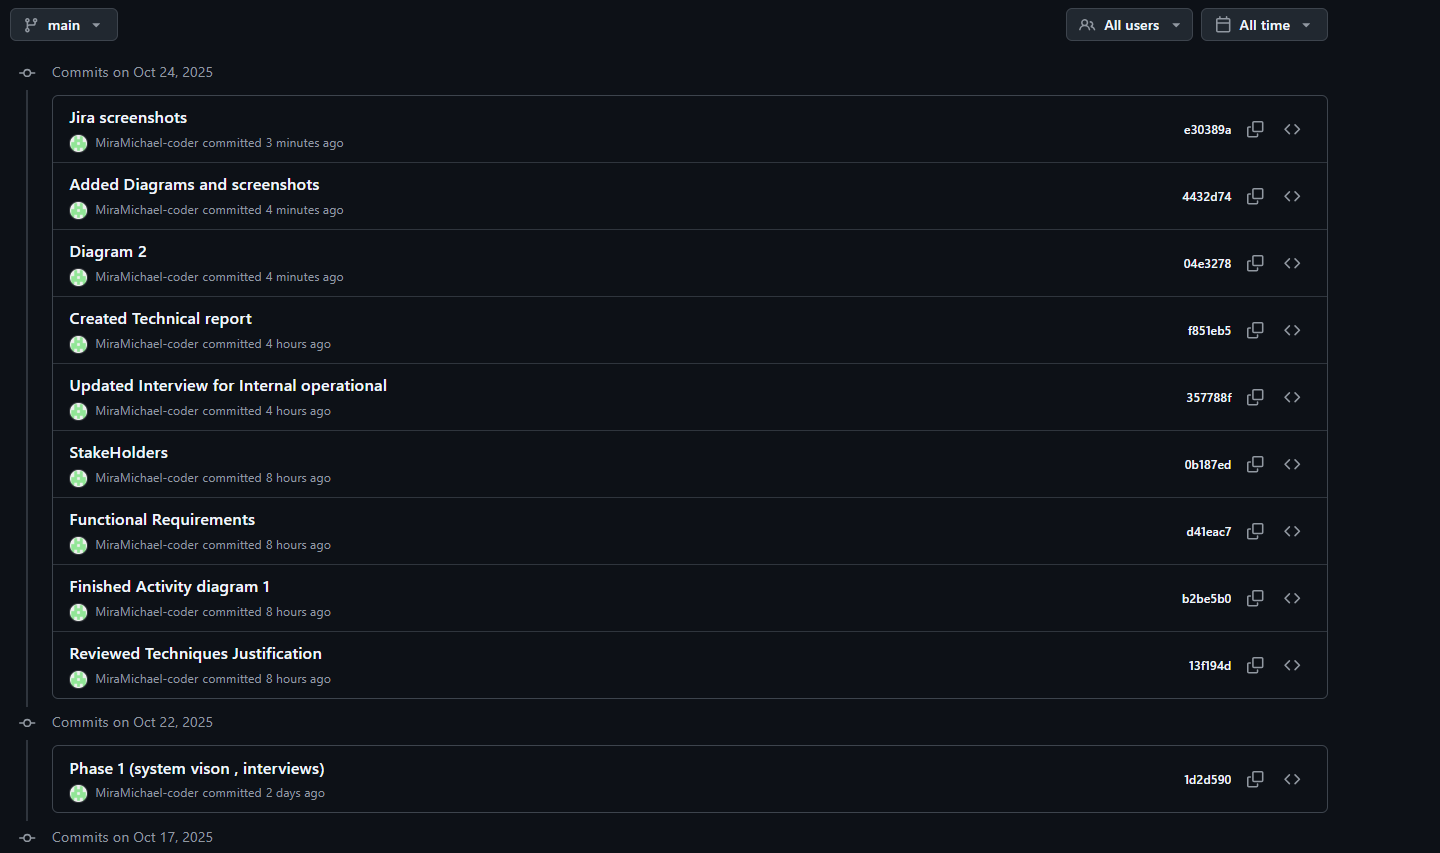 main
All users
All time
Commits on Oct 24, 2025
Jira screenshots
MiraMichael-coder committed 3 minutes ago
e30389a
Added Diagrams and screenshots
MiraMichael-coder committed 4 minutes ago
4432d74
Diagram 2
MiraMichael-coder committed 4 minutes ago
04e3278
Created Technical report
MiraMichael-coder committed 4 hours ago
f851eb5
Updated Interview for Internal operational
MiraMichael-coder committed 4 hours ago
357788f
StakeHolders
MiraMichael-coder committed 8 hours ago
0b187ed
Functional Requirements
MiraMichael-coder committed 8 hours ago
d41eac7
Finished Activity diagram 1
MiraMichael-coder committed 8 hours ago
b2be5b0
Reviewed Techniques Justification
MiraMichael-coder committed 8 hours ago
13f194d
Commits on Oct 22, 2025
Phase 1 (system vison , interviews)
MiraMichael-coder committed 2 days ago
1d2d590
Commits on Oct 17, 2025